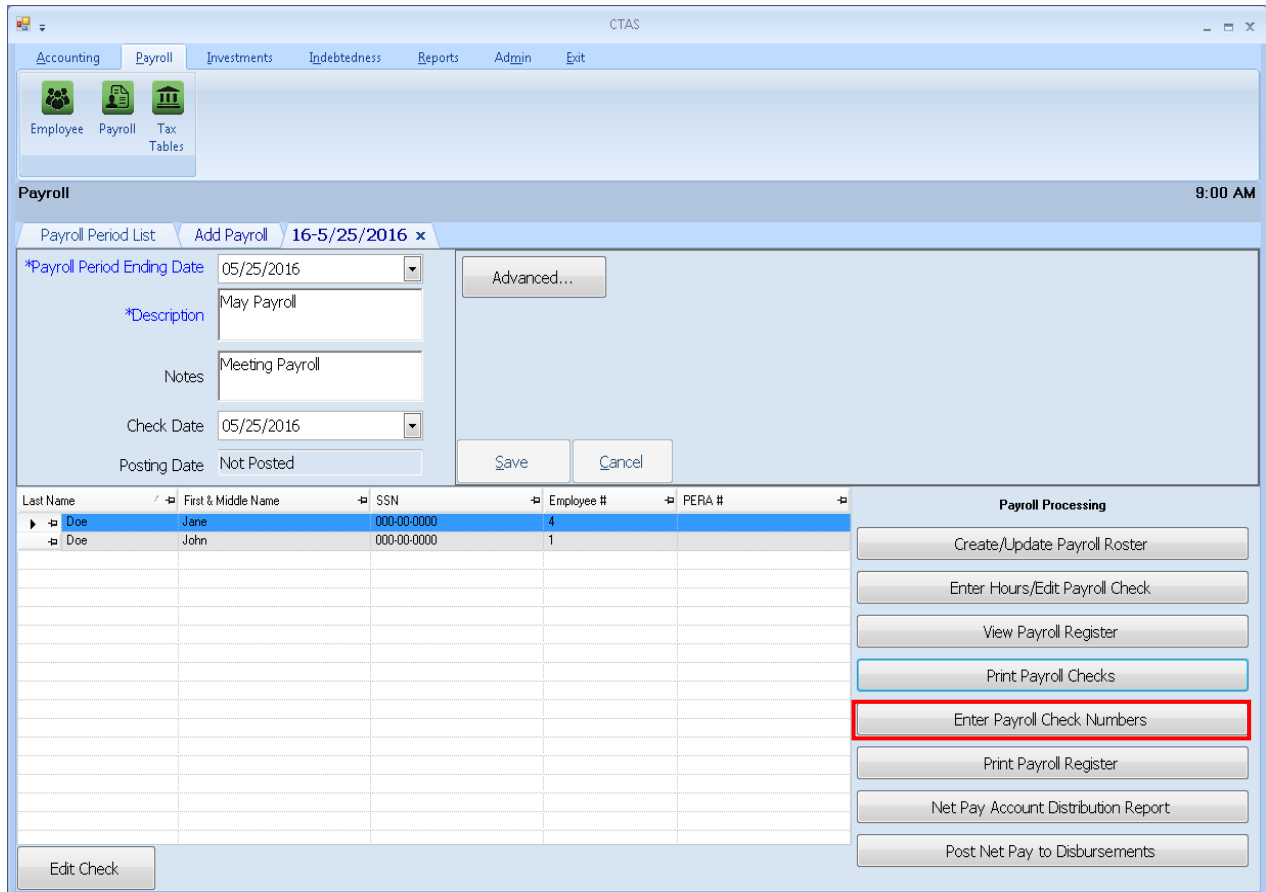 CTAS
Accounting Payroll Investments Indebtedness Reports Admin Exit
Employee Payroll Tax
Tables
Payroll 9:00 AM
Payroll Period List Add Payroll 16-5/25/2016 x
*Payroll Period Ending Date 05/25/2016
Advanced...
*Description May Payroll
Notes Meeting Payroll
Check Date 05/25/2016
Posting Date Not Posted
Save Cancel
Last Name First & Middle Name SSN Employee # PERA #
Doe Jane 000-00-0000 4
Doe John 000-00-0000 1
Payroll Processing
Create/Update Payroll Roster
Enter Hours/Edit Payroll Check
View Payroll Register
Print Payroll Checks
Enter Payroll Check Numbers
Print Payroll Register
Net Pay Account Distribution Report
Post Net Pay to Disbursements
Edit Check